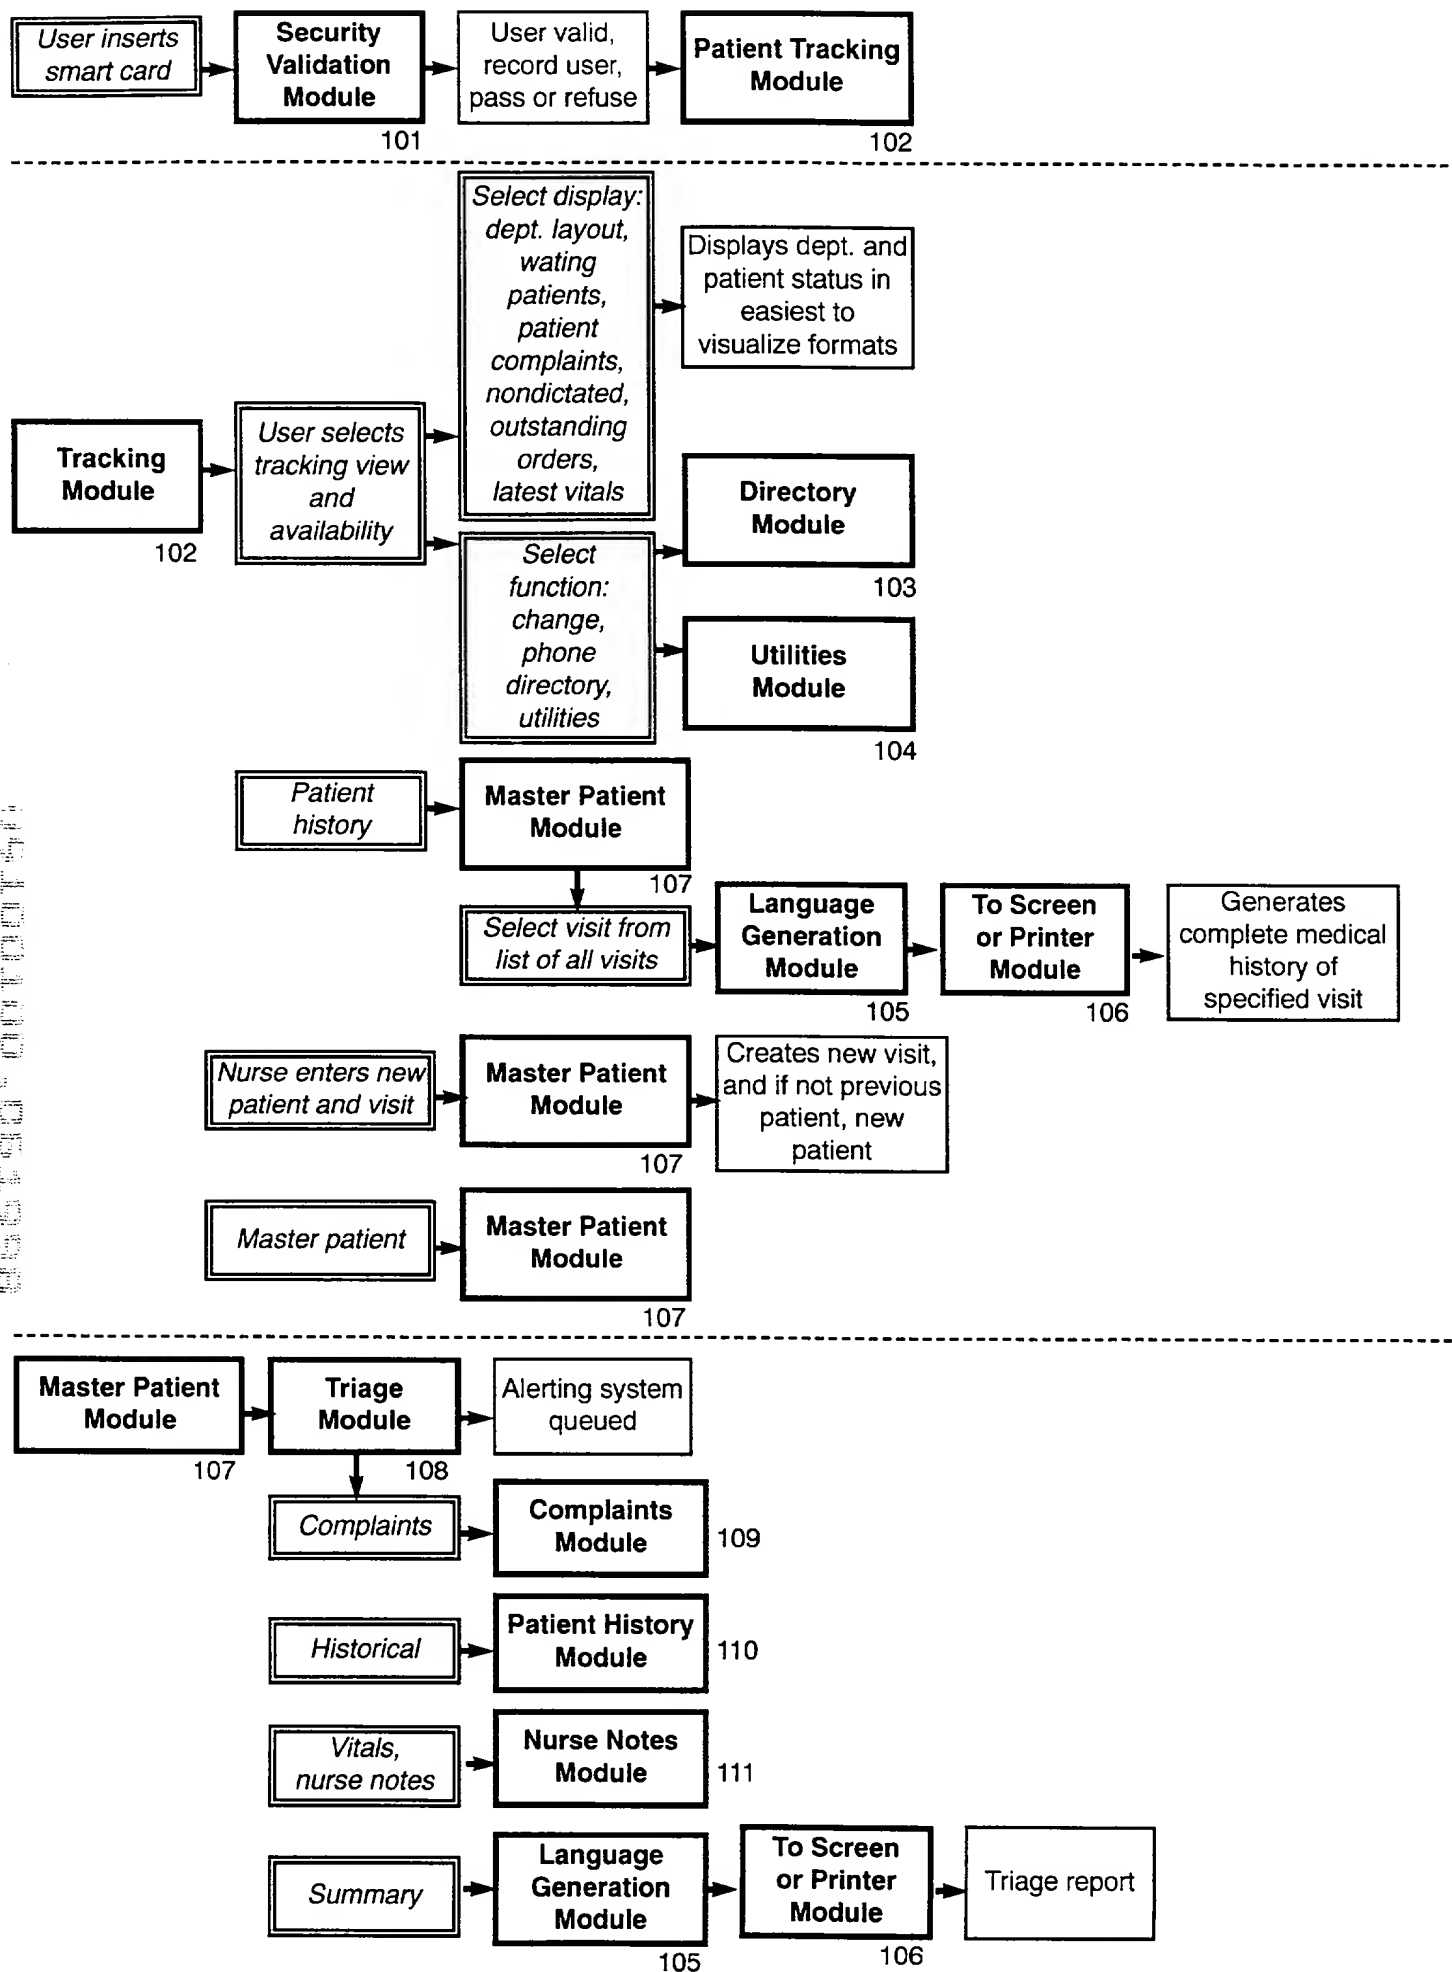 User inserts
smart card
Security
Validation
Module
101
User valid,
record user,
pass or refuse
Patient Tracking
Module
102
Tracking
Module
102
User selects
tracking view
and
availability
Select display:
dept. layout,
wating
patients,
patient
complaints,
nondictated,
outstanding
orders,
latest vitals
Displays dept. and
patient status in
easiest to
visualize formats
Select
function:
change,
phone
directory,
utilities
Directory
Module
103
Utilities
Module
104
Patient
history
Master Patient
Module
107
Select visit from
list of all visits
Language
Generation
Module
105
To Screen
or Printer
Module
106
Generates
complete medical
history of
specified visit
Nurse enters new
patient and visit
Master Patient
Module
107
Creates new visit,
and if not previous
patient, new
patient
Master patient
Master Patient
Module
107
Master Patient
Module
107
Triage
Module
108
Alerting system
queued
Complaints
Complaints
Module
109
Historical
Patient History
Module
110
Vitals,
nurse notes
Nurse Notes
Module
111
Summary
Language
Generation
Module
105
To Screen
or Printer
Module
106
Triage report